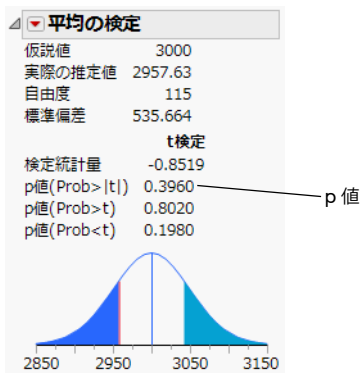 平均の検定
仮説値 3000
実際の推定値 2957.63
自由度 115
標準偏差 535.664
t検定
検定統計量 -0.8519
p値(Prob>|t|) 0.3960
p値(Prob>t) 0.8020
p値(Prob<t) 0.1980
p 値
2850 2950 3050 3150